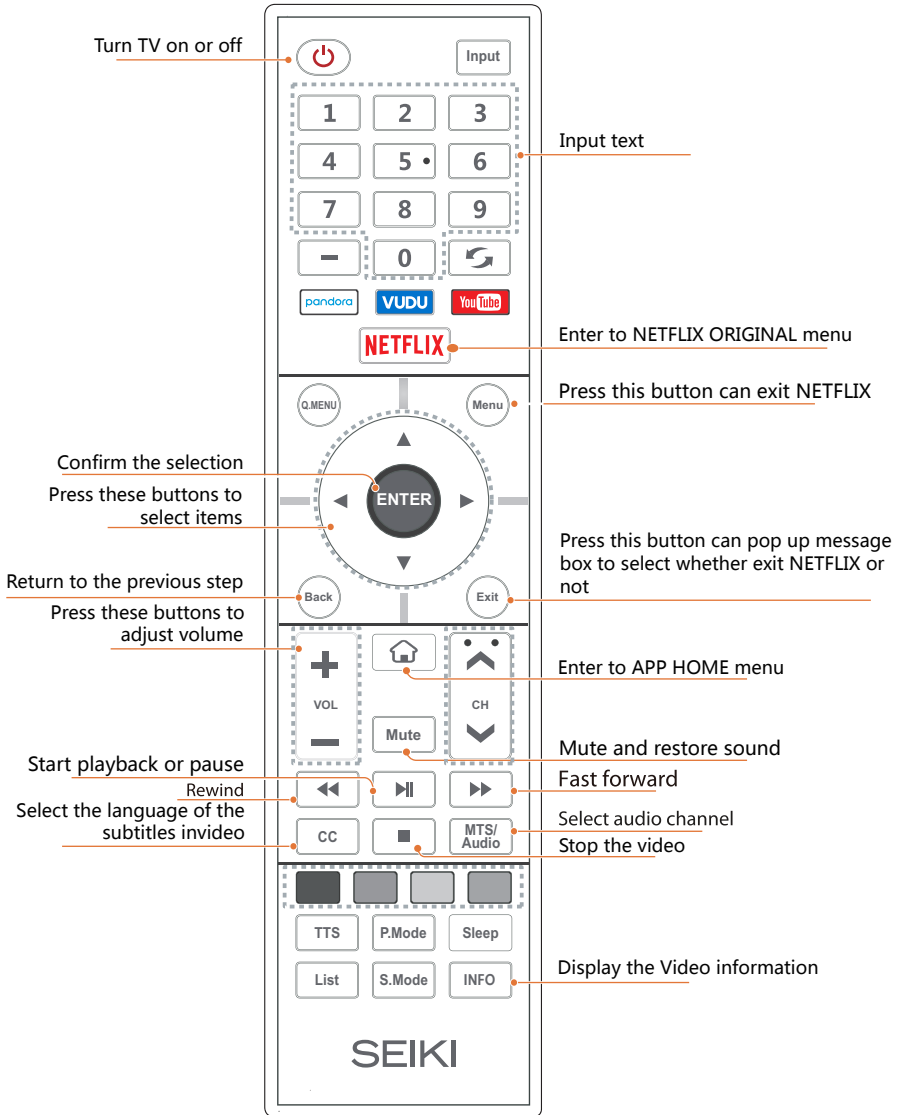 Turn TV on or off
Input
1 2 3
Input text
4 5 6
7 8 9
- 0
pandora VUDU YouTube
NETFLIX
Enter to NETFLIX ORIGINAL menu
Q.MENU Menu
Press this button can exit NETFLIX
Confirm the selection
ENTER
Press these buttons to
select items
Press this button can pop up message
box to select whether exit NETFLIX or
not
Return to the previous step
Back Exit
Press these buttons to
adjust volume
Enter to APP HOME menu
VOL CH
Mute
Mute and restore sound
Start playback or pause
Fast forward
Rewind
Select the language of the
subtitles invideo
CC MTS/
Audio
Select audio channel
Stop the video
TTS P.Mode Sleep
List S.Mode INFO
Display the Video information
SEIKI